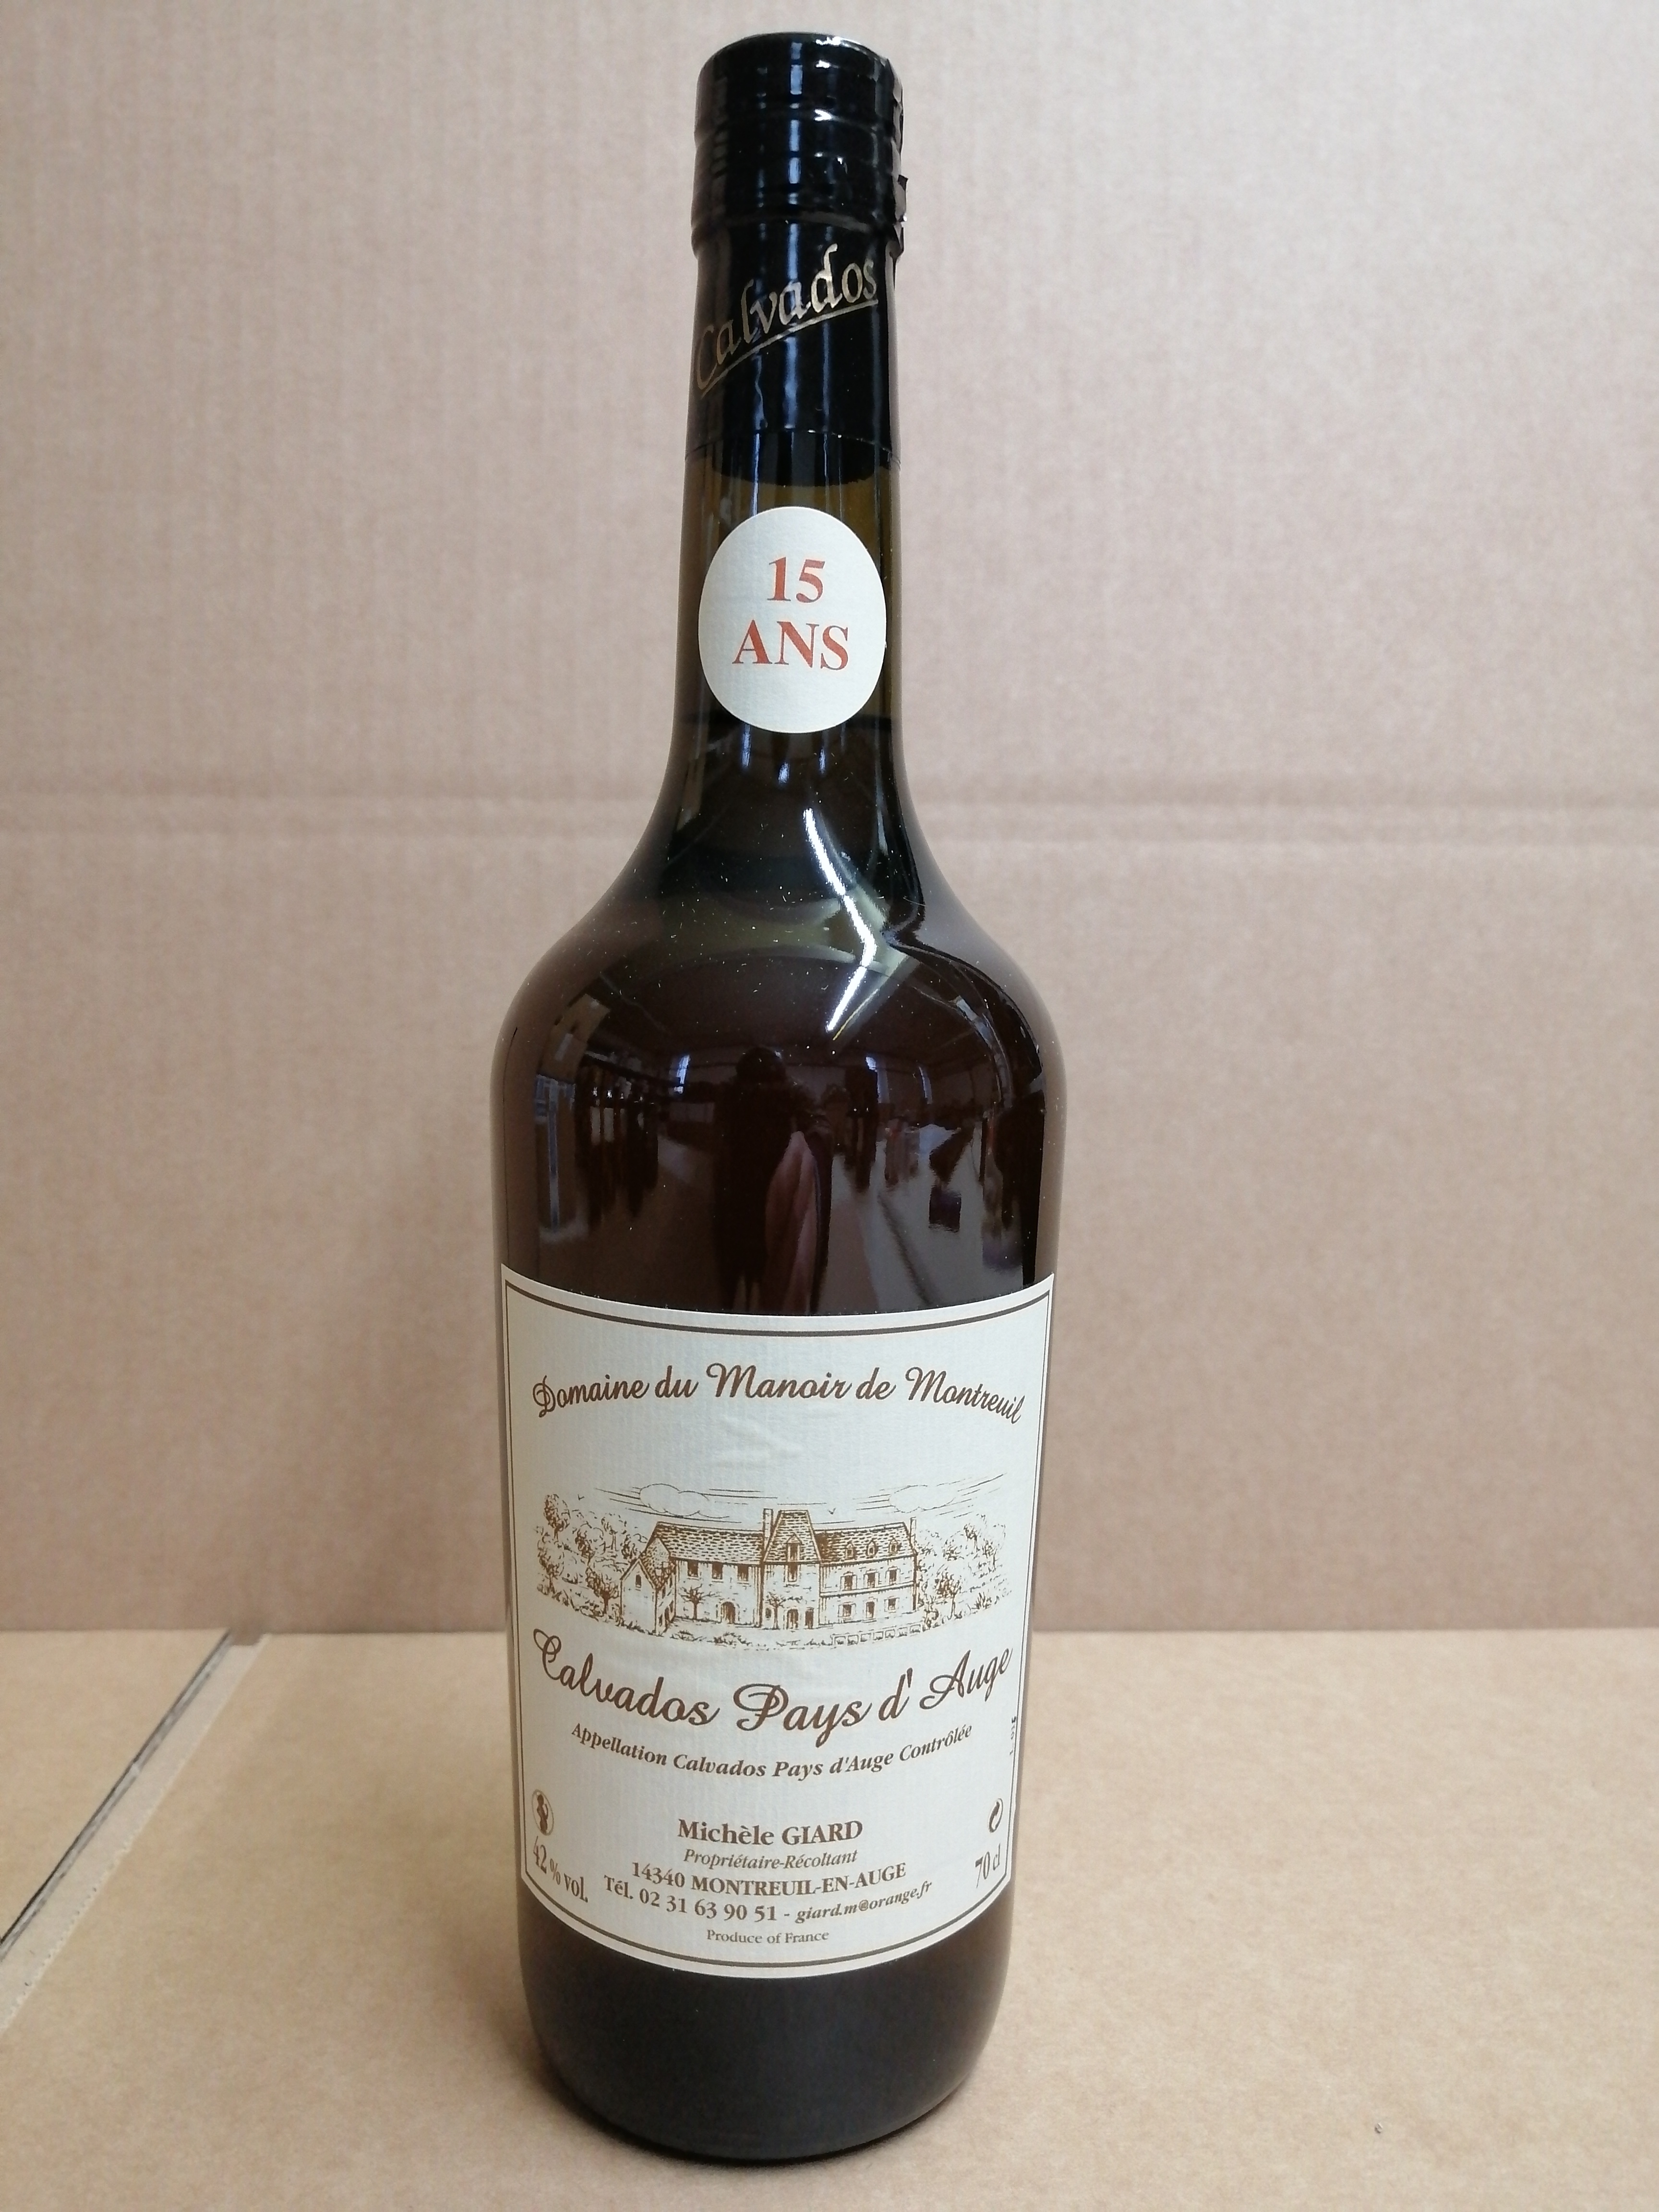 Calvados
15
ANS
Domaine du Manoir de Montreuil
Calvados Pays d'Auge
Appellation Calvados Pays d'Auge Contrôlée
Michèle GIARD
Propriétaire-Récoltant
14340 MONTREUIL-EN-AUGE
42 % vol.
70 cl
Tél. 02 31 63 90 51 - giard.m@orange.fr
Produce of France